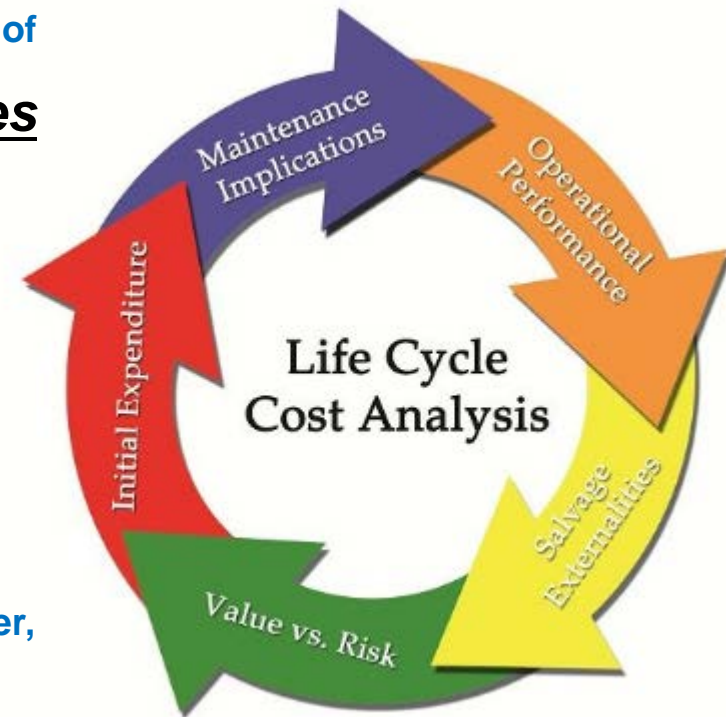 of
es
Maintenance
Implications
Operational
Performance
Initial Expenditure
Life Cycle
Cost Analysis
Salvage
Externalities
Value vs. Risk
er,